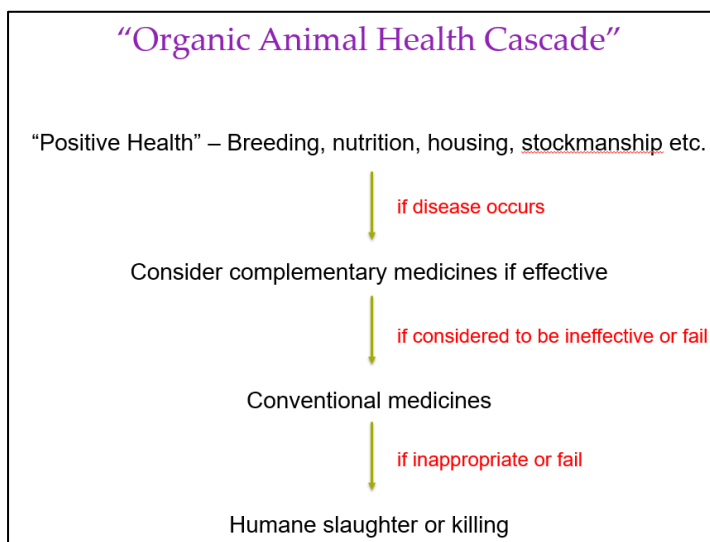 “Organic Animal Health Cascade”
“Positive Health” – Breeding, nutrition, housing, stockmanship etc.
if disease occurs
Consider complementary medicines if effective
if considered to be ineffective or fail
Conventional medicines
if inappropriate or fail
Humane slaughter or killing